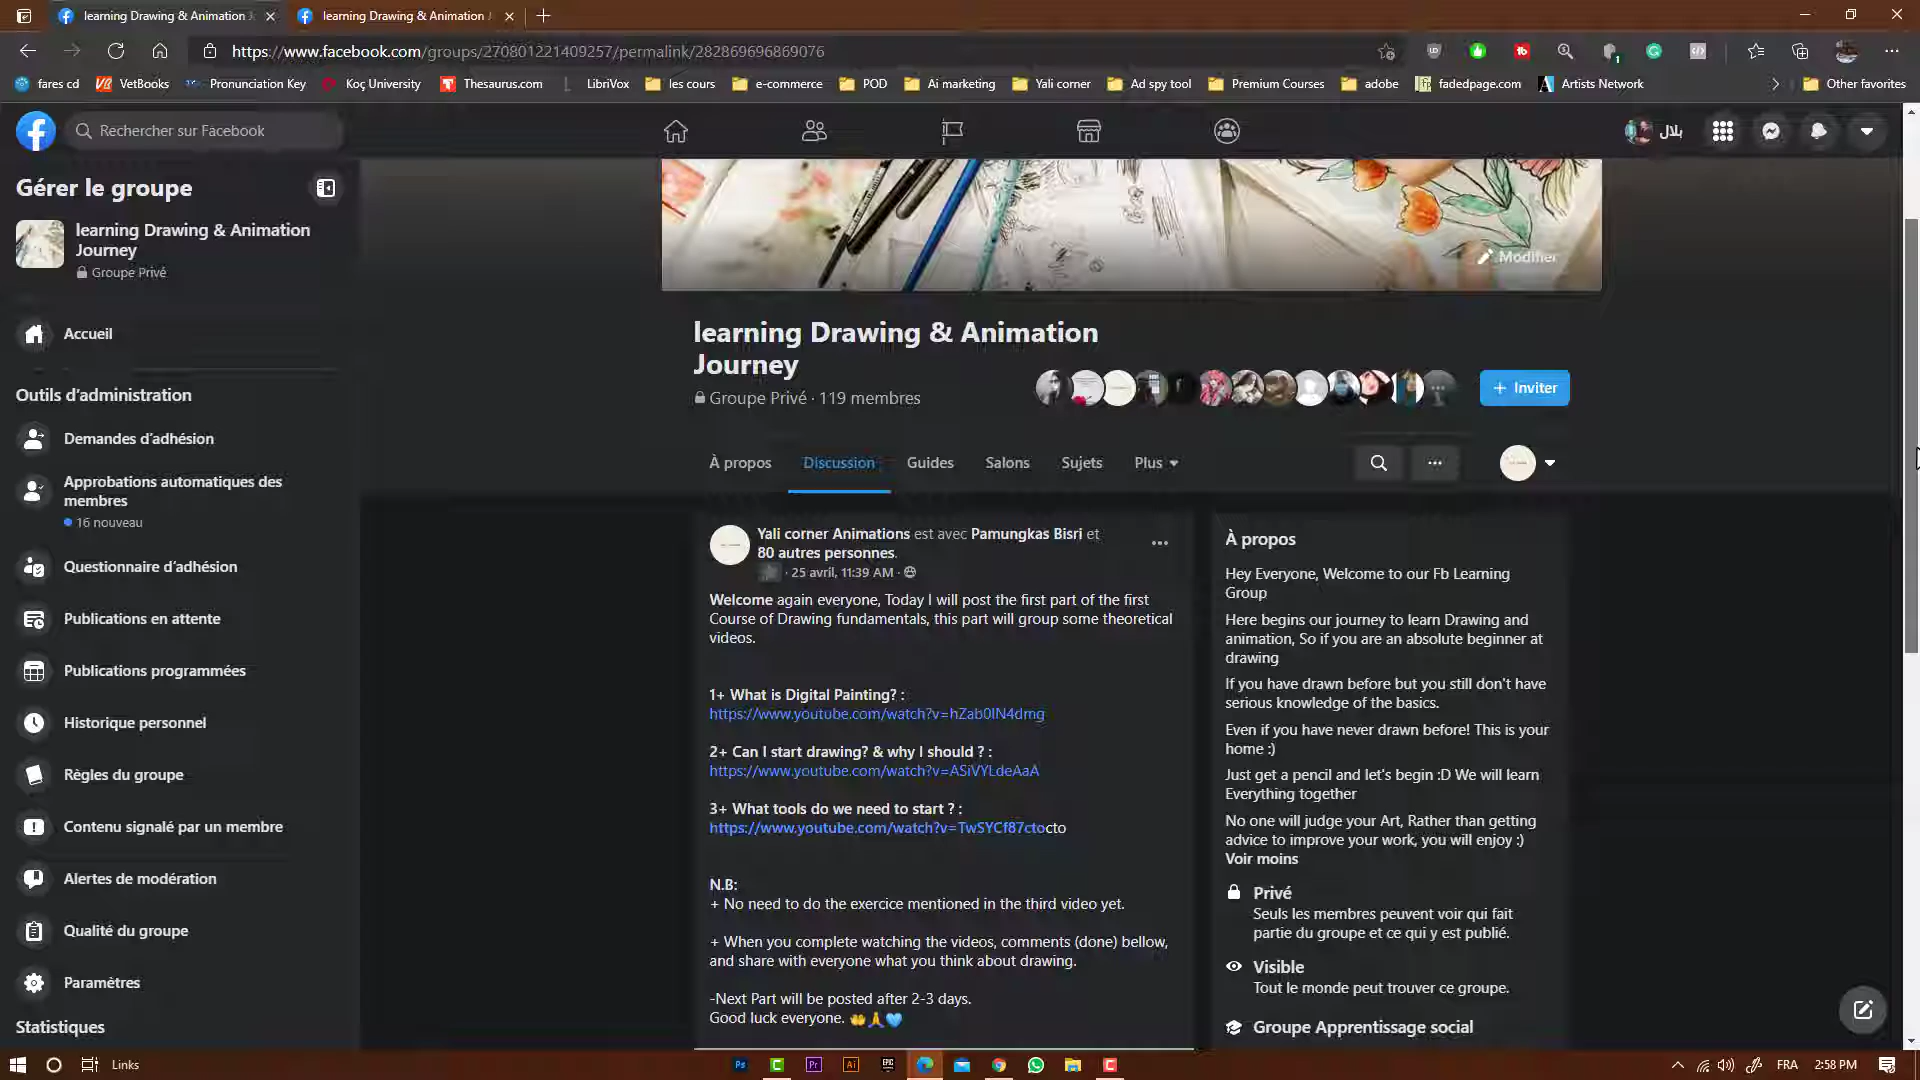 learning Drawing & Animation J
learning Drawing & Animation J
https://www.facebook.com/groups/270801221409257/permalink/282869696869076
fares cd
VetBooks
Pronunciation Key
Koç University
Thesaurus.com
LibriVox
les cours
e-commerce
POD
Ai marketing
Yali corner
Ad spy tool
Premium Courses
adobe
fadedpage.com
Artists Network
Other favorites
Rechercher sur Facebook
بلال
Gérer le groupe
learning Drawing & Animation
Journey
Groupe Privé
Accueil
Outils d'administration
Demandes d'adhésion
Approbations automatiques des
membres
16 nouveau
Questionnaire d'adhésion
Publications en attente
Publications programmées
Historique personnel
Règles du groupe
Contenu signalé par un membre
Alertes de modération
Qualité du groupe
Paramètres
Statistiques
Modifier
learning Drawing & Animation
Journey
Groupe Privé · 119 membres
+ Inviter
À propos
Discussion
Guides
Salons
Sujets
Plus
Yali corner Animations est avec Pamungkas Bisri et
80 autres personnes.
· 25 avril, 11:39 AM ·
Welcome again everyone, Today I will post the first part of the first
Course of Drawing fundamentals, this part will group some theoretical
videos.
1+ What is Digital Painting? :
https://www.youtube.com/watch?v=hZab0IN4dmg
2+ Can I start drawing? & why I should ? :
https://www.youtube.com/watch?v=ASiVYLdeAaA
3+ What tools do we need to start ? :
https://www.youtube.com/watch?v=TwSYCf87ctocto
N.B:
+ No need to do the exercice mentioned in the third video yet.
+ When you complete watching the videos, comments (done) bellow,
and share with everyone what you think about drawing.
-Next Part will be posted after 2-3 days.
Good luck everyone. 🤲🙏💙
À propos
Hey Everyone, Welcome to our Fb Learning
Group
Here begins our journey to learn Drawing and
animation, So if you are an absolute beginner at
drawing
If you have drawn before but you still don't have
serious knowledge of the basics.
Even if you have never drawn before! This is your
home :)
Just get a pencil and let's begin :D We will learn
Everything together
No one will judge your Art, Rather than getting
advice to improve your work, you will enjoy :)
Voir moins
Privé
Seuls les membres peuvent voir qui fait
partie du groupe et ce qui y est publié.
Visible
Tout le monde peut trouver ce groupe.
Groupe Apprentissage social
Links
Ps
Pr
Ai
EPIC
FRA
2:58 PM